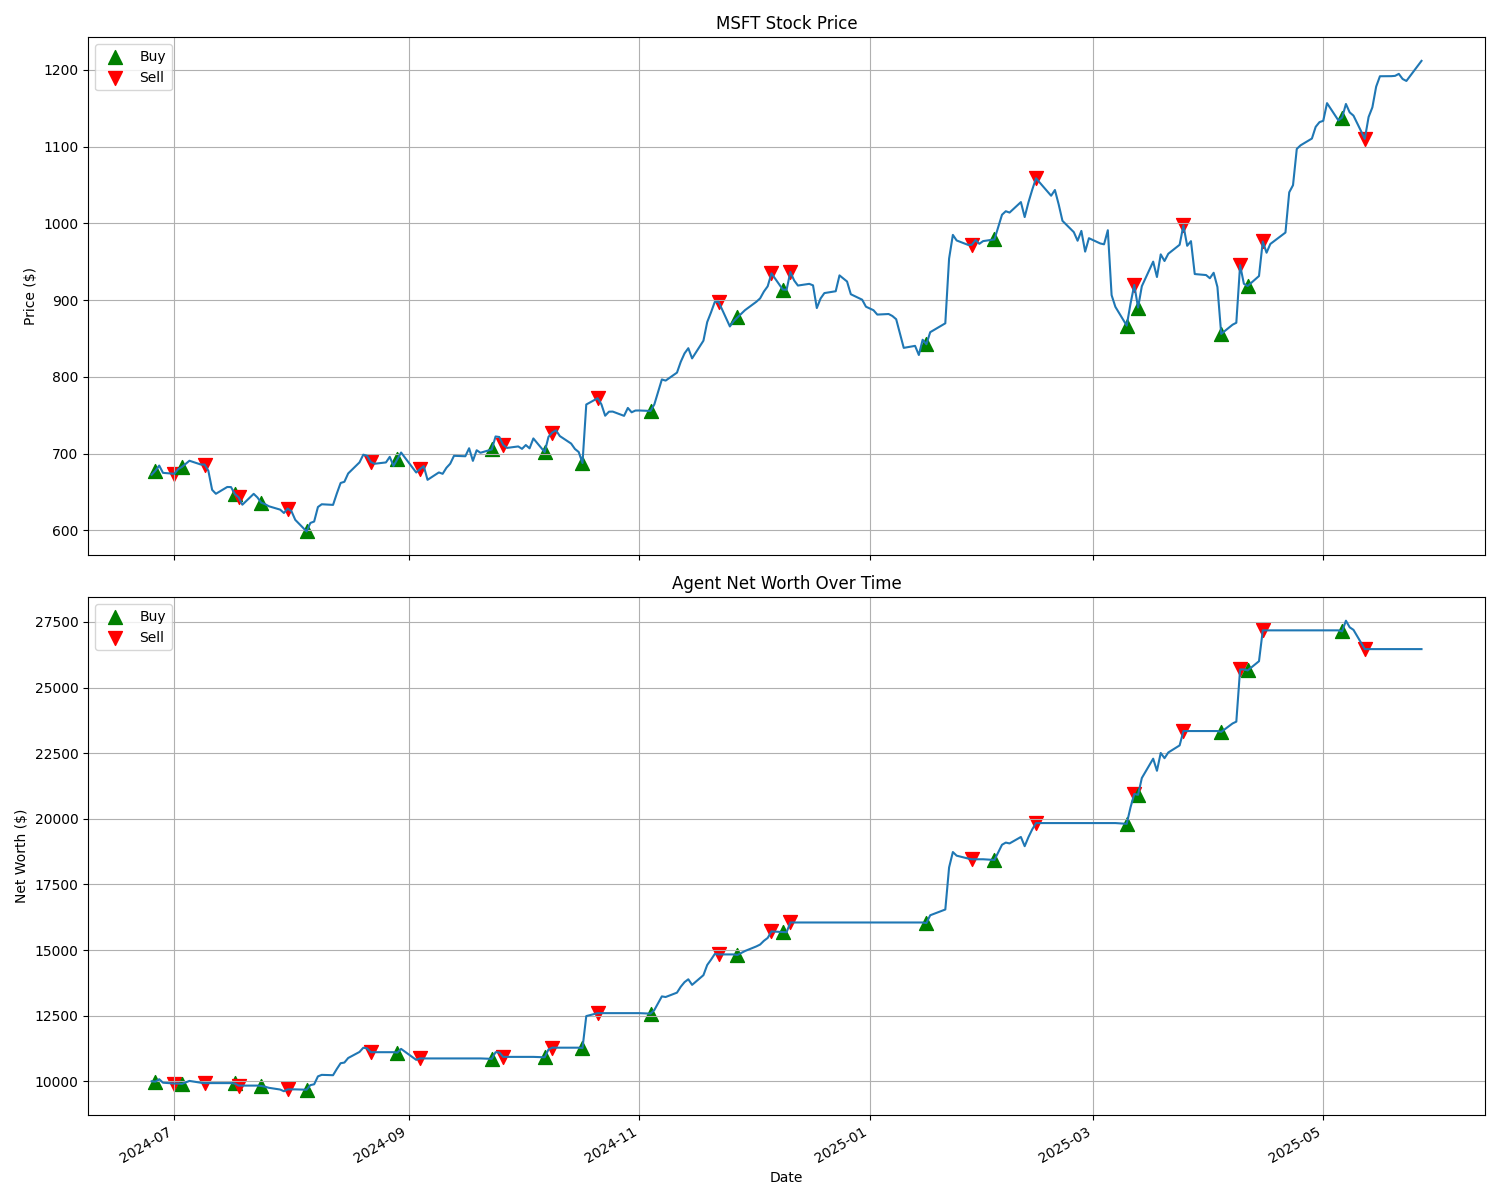 MSFT Stock Price
Buy
Sell
1200
1100
1000
900
800
700
600
Price ($)
Agent Net Worth Over Time
Buy
Sell
27500
25000
22500
20000
17500
15000
12500
10000
Net Worth ($)
2024-07
2024-09
2024-11
2025-01
2025-03
2025-05
Date